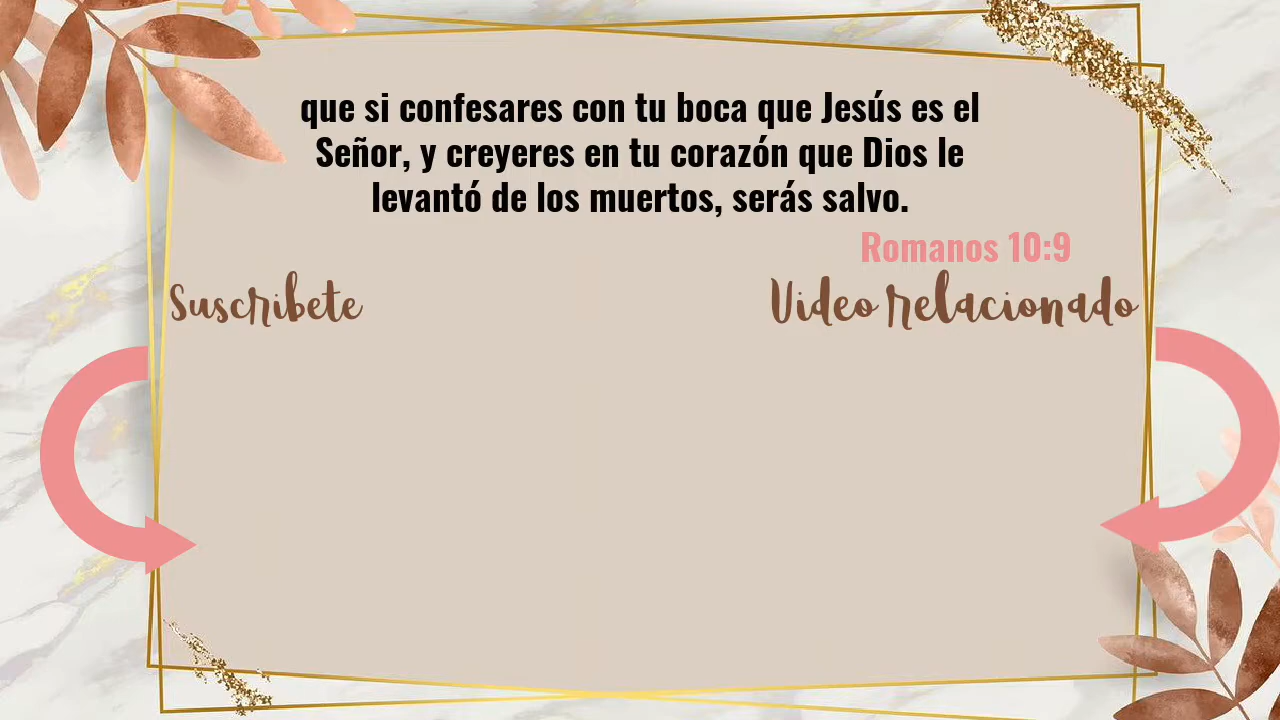 que si confesares con tu boca que Jesús es el
Señor, y creyeres en tu corazón que Dios le
levantó de los muertos, serás salvo.
Romanos 10:9
Suscribete
Video relacionado